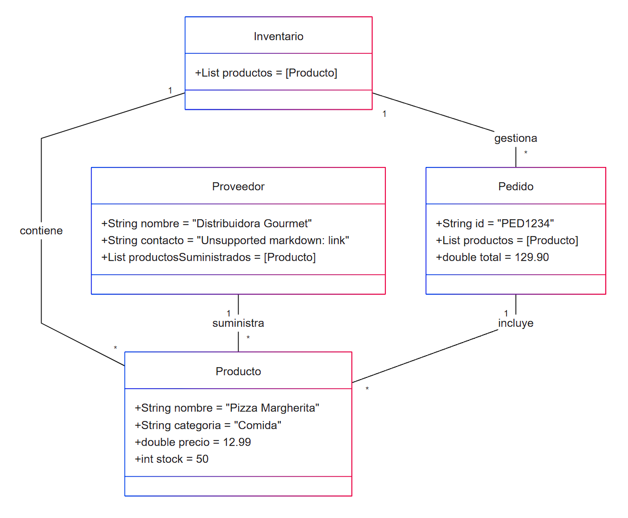 Inventario
+List productos = [Producto]
1
1
gestiona
*
contiene
Proveedor
+String nombre = "Distribuidora Gourmet"
+String contacto = "Unsupported markdown: link"
+List productosSuministrados = [Producto]
Pedido
+String id = "PED1234"
+List productos = [Producto]
+double total = 129.90
1
suministra
*
1
incluye
*
*
Producto
+String nombre = "Pizza Margherita"
+String categoria = "Comida"
+double precio = 12.99
+int stock = 50